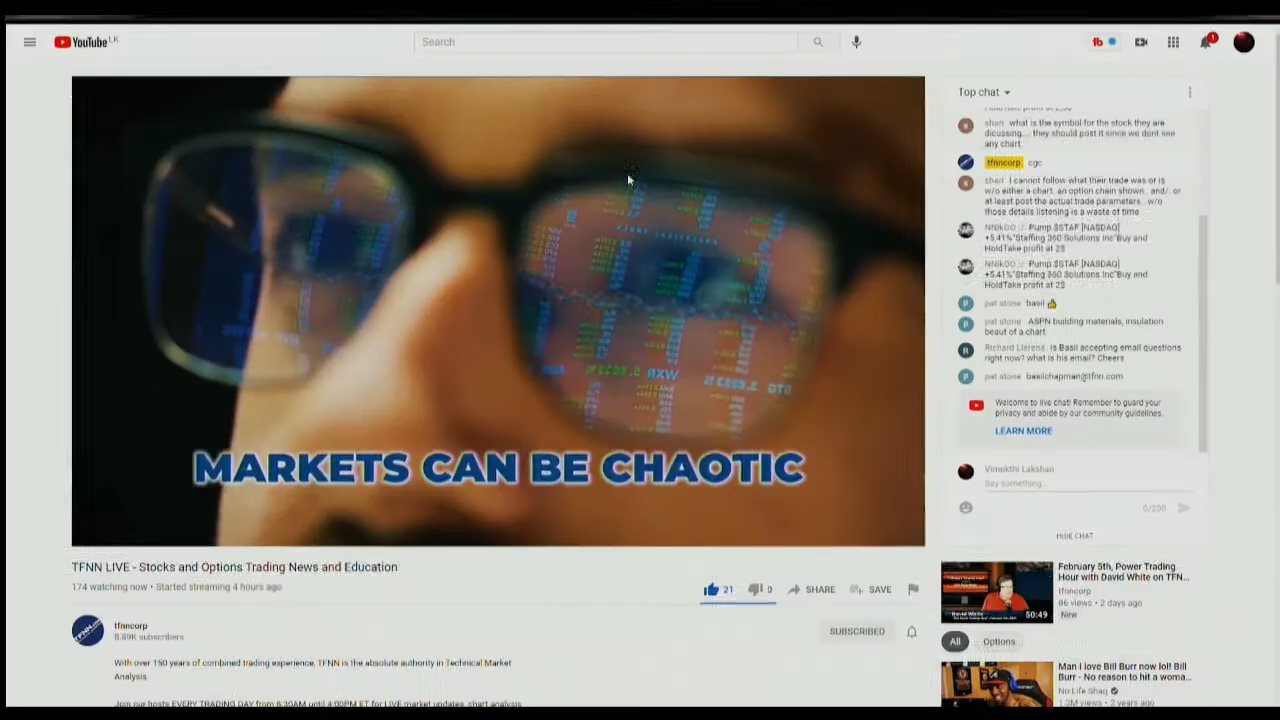 YouTube LK
Search
1
MARKETS CAN BE CHAOTIC
WXR
TFNN LIVE - Stocks and Options Trading News and Education
174 watching now • Started streaming 4 hours ago
21
0
SHARE
SAVE
tfnncorp
8.89K subscribers
SUBSCRIBED
With over 150 years of combined trading experience, TFNN is the absolute authority in Technical Market
Analysis
Join our hosts EVERY TRADING DAY from 8:30AM until 4:00PM ET for LIVE market updates, chart analysis
Top chat
shari what is the symbol for the stock they are
dicussing... they should post it since we dont see
any chart.
tfnncorp cgc
shari I cannot follow what their trade was or is
w/o either a chart.. an option chain shown.. and/. or
at least post the actual trade parameters.. w/o
those details listening is a waste of time
Pump $STAF [NASDAQ]
+5,41%"Staffing 360 Solutions Inc"Buy and
HoldTake profit at 2$
Pump $STAF [NASDAQ]
+5,41%"Staffing 360 Solutions Inc"Buy and
HoldTake profit at 2$
pat stone basil 👍
pat stone ASPN building materials, insulation
beaut of a chart
Richard Llerena Is Basil accepting email questions
right now? what is his email? Cheers
pat stone basilchapman@tfnn.com
Welcome to live chat! Remember to guard your
privacy and abide by our community guidelines.
LEARN MORE
Vimukthi Lakshan
Say something...
0/200
HIDE CHAT
February 5th, Power Trading
Hour with David White on TFN...
tfnncorp
86 views • 2 days ago
New
50:49
All
Options
Man I love Bill Burr now lol! Bill
Burr - No reason to hit a woma...
No Life Shaq
1.2M views • 2 years ago